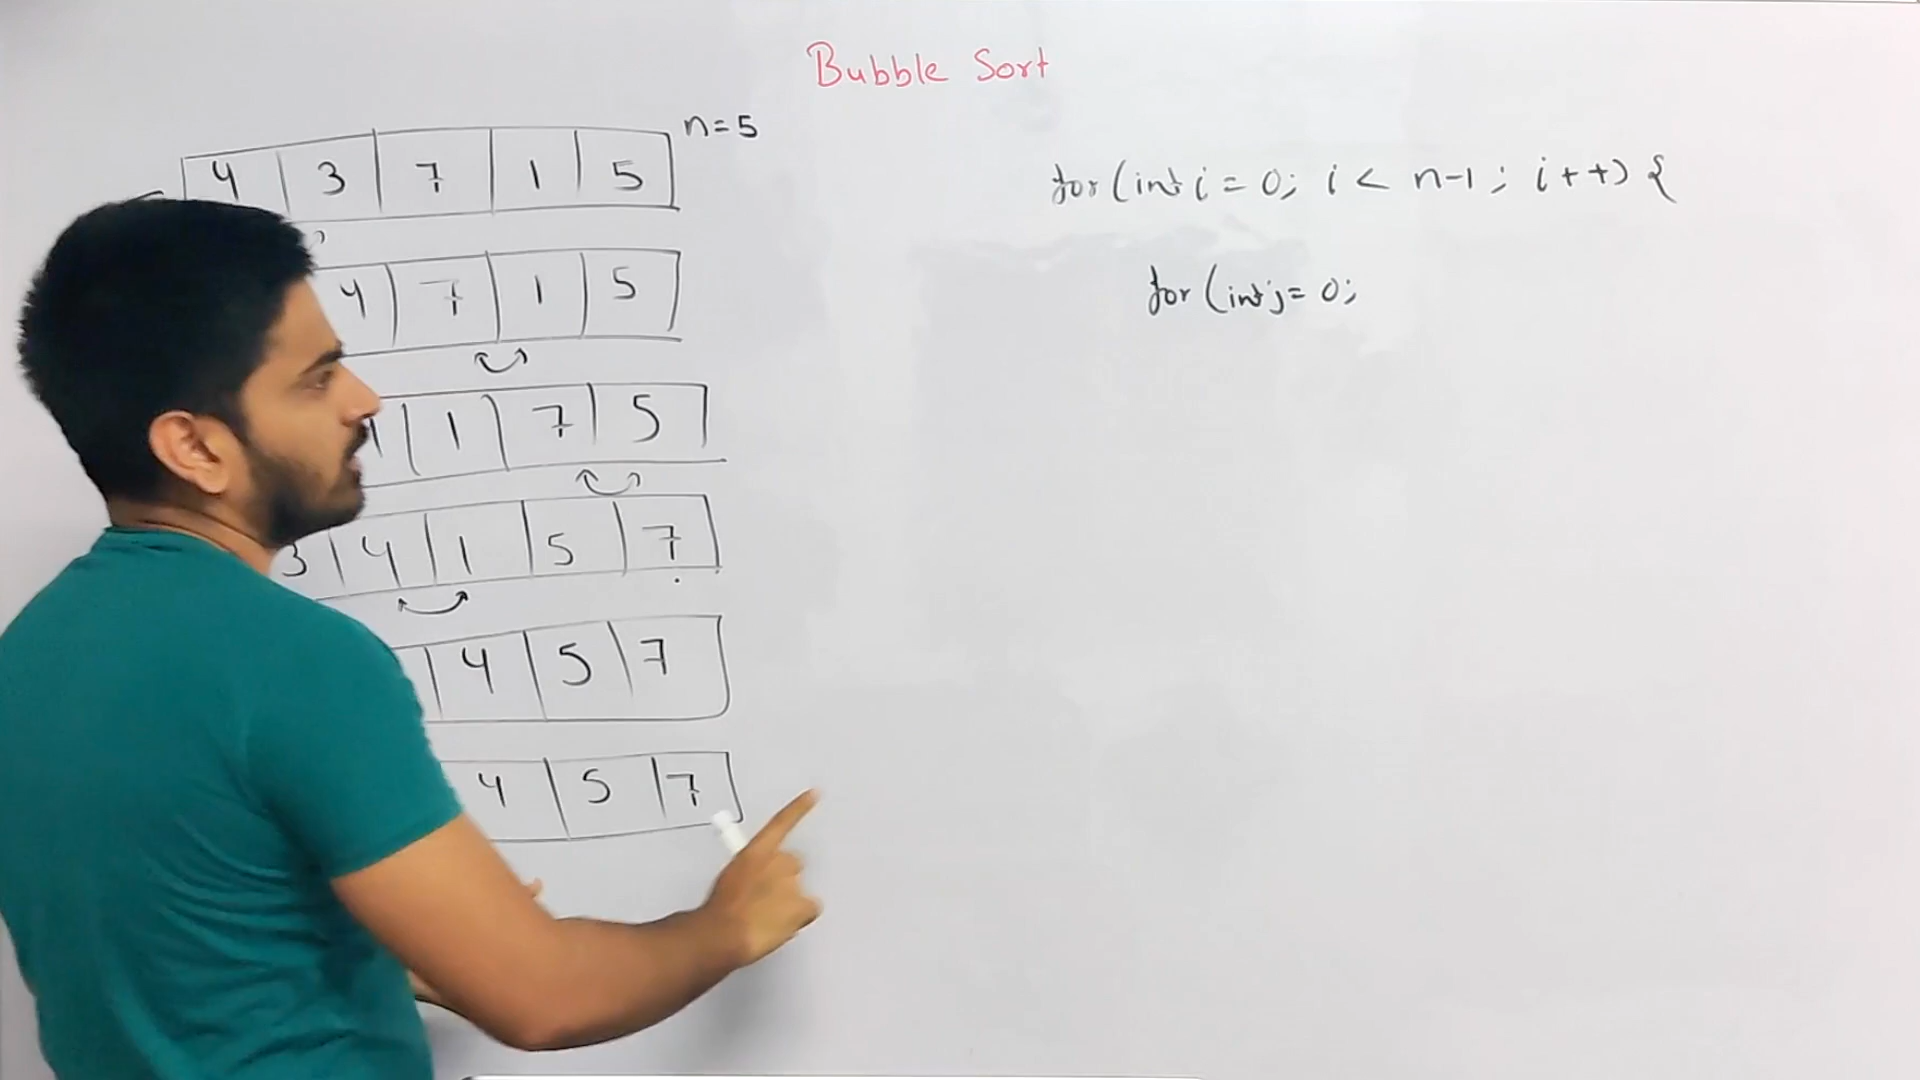 Bubble Sort
n=5
4 3 7 1 5
4 7 1 5
1 7 5
3 4 1 5 7
4 5 7
4 5 7
for(int i = 0; i < n-1; i++) {
for (int j = 0;